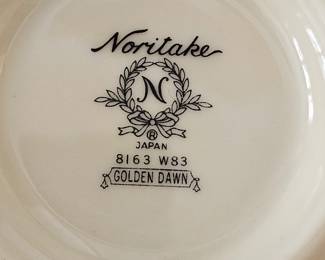 Noritake
N
®
JAPAN
8163 W83
GOLDEN DAWN